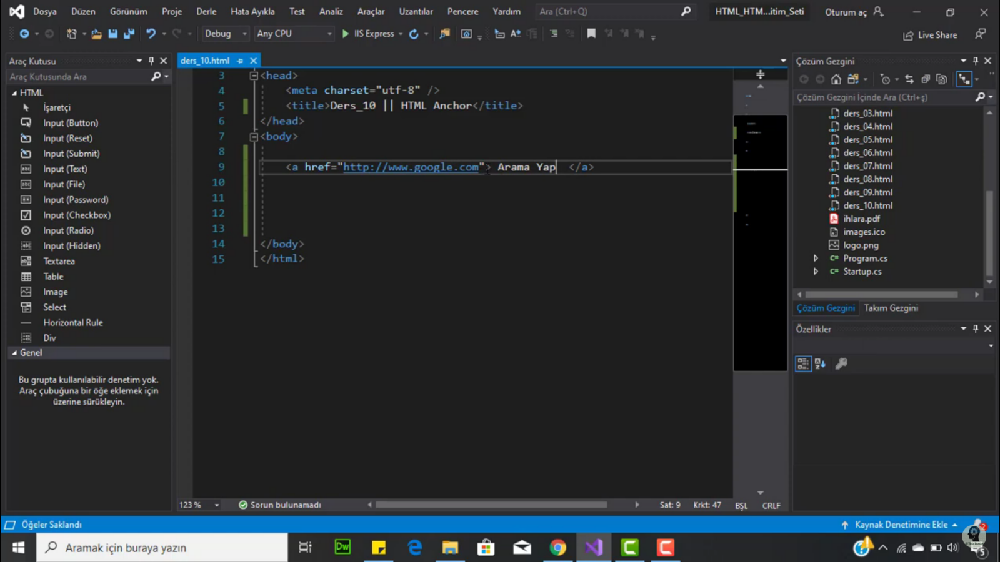 Dosya Düzen Görünüm Proje Derle Hata Ayıkla Test Analiz Araçlar Uzantılar Pencere Yardım Ara (Ctrl+Q) HTML_HTM...itim_Seti Oturum aç
Debug Any CPU IIS Express Live Share
Araç Kutusu
Araç Kutusunda Ara
HTML
İşaretçi
Input (Button)
Input (Reset)
Input (Submit)
Input (Text)
Input (File)
Input (Password)
Input (Checkbox)
Input (Radio)
Input (Hidden)
Textarea
Table
Image
Select
Horizontal Rule
Div
Genel
Bu grupta kullanılabilir denetim yok.
Araç çubuğuna bir öğe eklemek için
üzerine sürükleyin.
ders_10.html
3 <head>
4 <meta charset="utf-8" />
5 <title>Ders_10 || HTML Anchor</title>
6 </head>
7 <body>
8
9 <a href="http://www.google.com"> Arama Yap </a>
10
11
12
13
14 </body>
15 </html>
123 % Sorun bulunamadı Sat: 9 Krkt: 47 BŞL CRLF
Çözüm Gezgini
Çözüm Gezgini İçinde Ara (Ctrl+ş)
ders_03.html
ders_04.html
ders_05.html
ders_06.html
ders_07.html
ders_08.html
ders_09.html
ders_10.html
ihlara.pdf
images.ico
logo.png
C# Program.cs
C# Startup.cs
Çözüm Gezgini Takım Gezgini
Özellikler
Öğeler Saklandı Kaynak Denetimine Ekle 2
Aramak için buraya yazın Dw 5